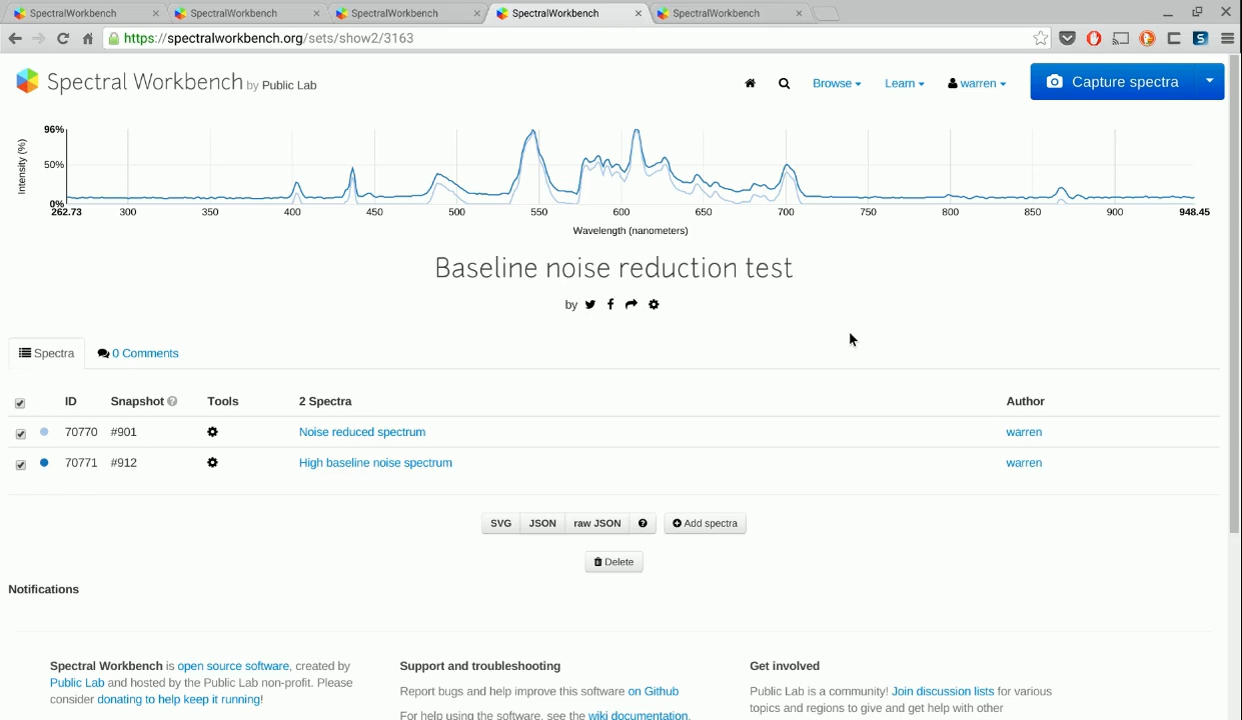 SpectralWorkbench SpectralWorkbench SpectralWorkbench SpectralWorkbench SpectralWorkbench
https://spectralworkbench.org/sets/show2/3163
Spectral Workbench by Public Lab
Browse Learn warren Capture spectra
96%
50%
0%
Intensity (%)
262.73 300 350 400 450 500 550 600 650 700 750 800 850 900 948.45
Wavelength (nanometers)
Baseline noise reduction test
by
Spectra 0 Comments
ID Snapshot Tools 2 Spectra Author
70770 #901 Noise reduced spectrum warren
70771 #912 High baseline noise spectrum warren
SVG JSON raw JSON Add spectra
Delete
Notifications
Spectral Workbench is open source software, created by
Public Lab and hosted by the Public Lab non-profit. Please
consider donating to help keep it running!
Support and troubleshooting
Report bugs and help improve this software on Github
For help using the software, see the wiki documentation.
Get involved
Public Lab is a community! Join discussion lists for various
topics and regions to give and get help with other